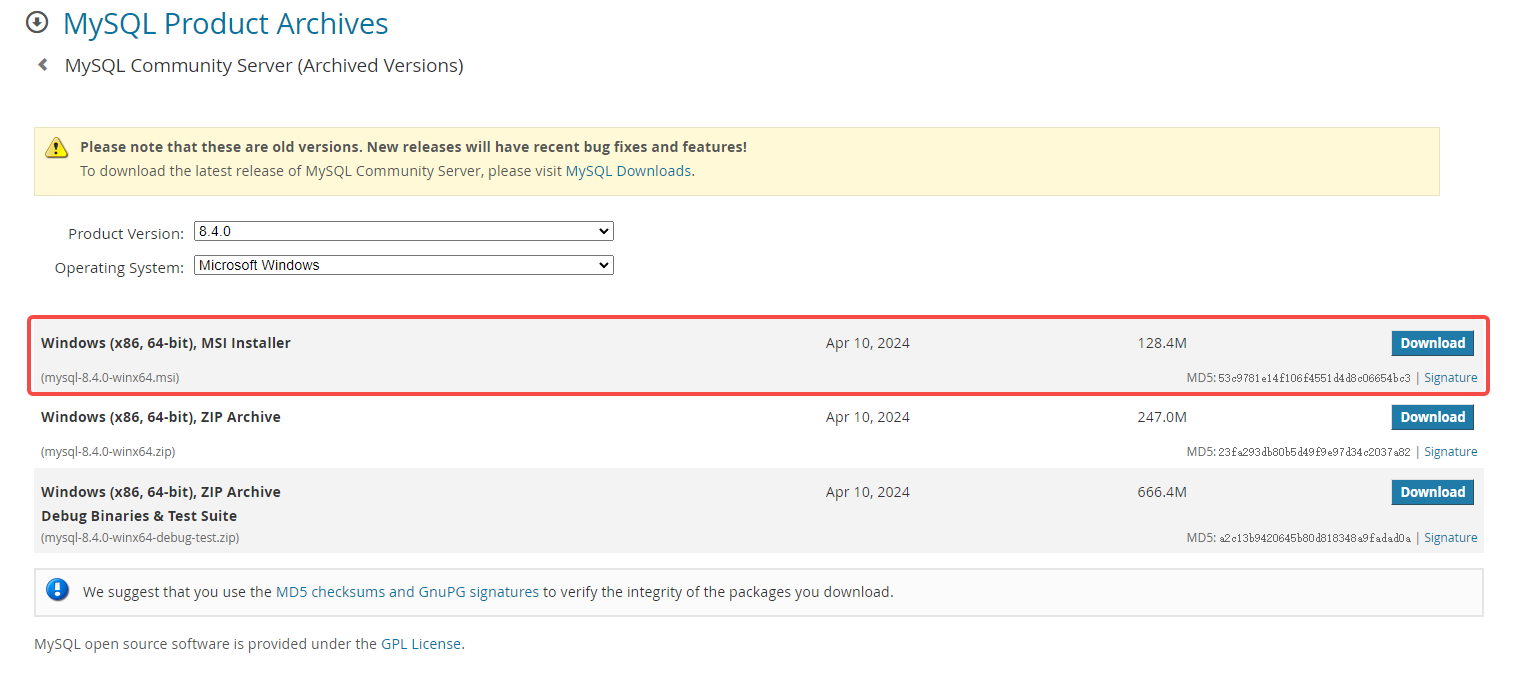 MySQL Product Archives
MySQL Community Server (Archived Versions)
Please note that these are old versions. New releases will have recent bug fixes and features!
To download the latest release of MySQL Community Server, please visit MySQL Downloads.
Product Version: 8.4.0
Operating System: Microsoft Windows
Windows (x86, 64-bit), MSI Installer Apr 10, 2024 128.4M Download
(mysql-8.4.0-winx64.msi) MD5: 53c9781e14f106f4551d4d8c06654bc3 | Signature
Windows (x86, 64-bit), ZIP Archive Apr 10, 2024 247.0M Download
(mysql-8.4.0-winx64.zip) MD5: 23fa293db80b5d49f9e97d34c2037a82 | Signature
Windows (x86, 64-bit), ZIP Archive Apr 10, 2024 666.4M Download
Debug Binaries & Test Suite
(mysql-8.4.0-winx64-debug-test.zip) MD5: a2c13b9420645b80d818348a9fadad0a | Signature
We suggest that you use the MD5 checksums and GnuPG signatures to verify the integrity of the packages you download.
MySQL open source software is provided under the GPL License.